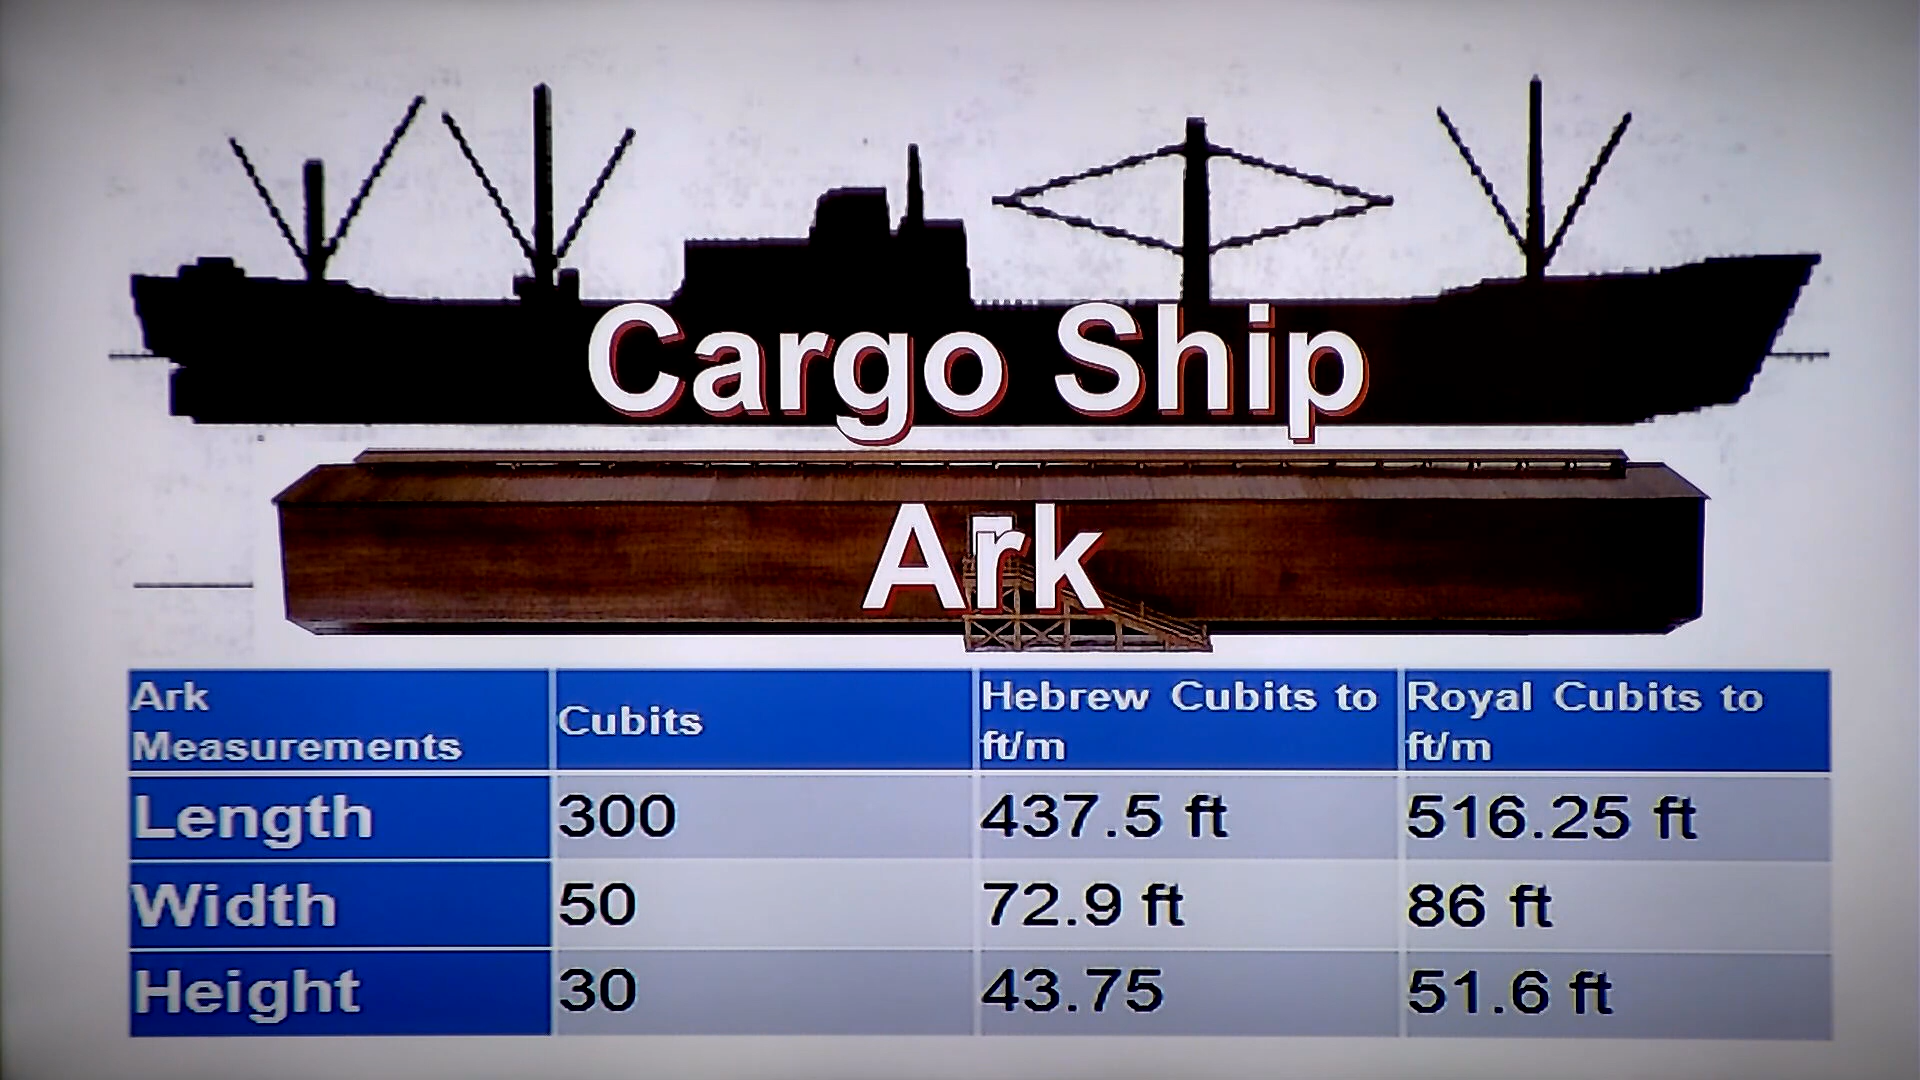 Cargo Ship
Ark
Ark Measurements
Cubits
Hebrew Cubits to ft/m
Royal Cubits to ft/m
Length
300
437.5 ft
516.25 ft
Width
50
72.9 ft
86 ft
Height
30
43.75
51.6 ft